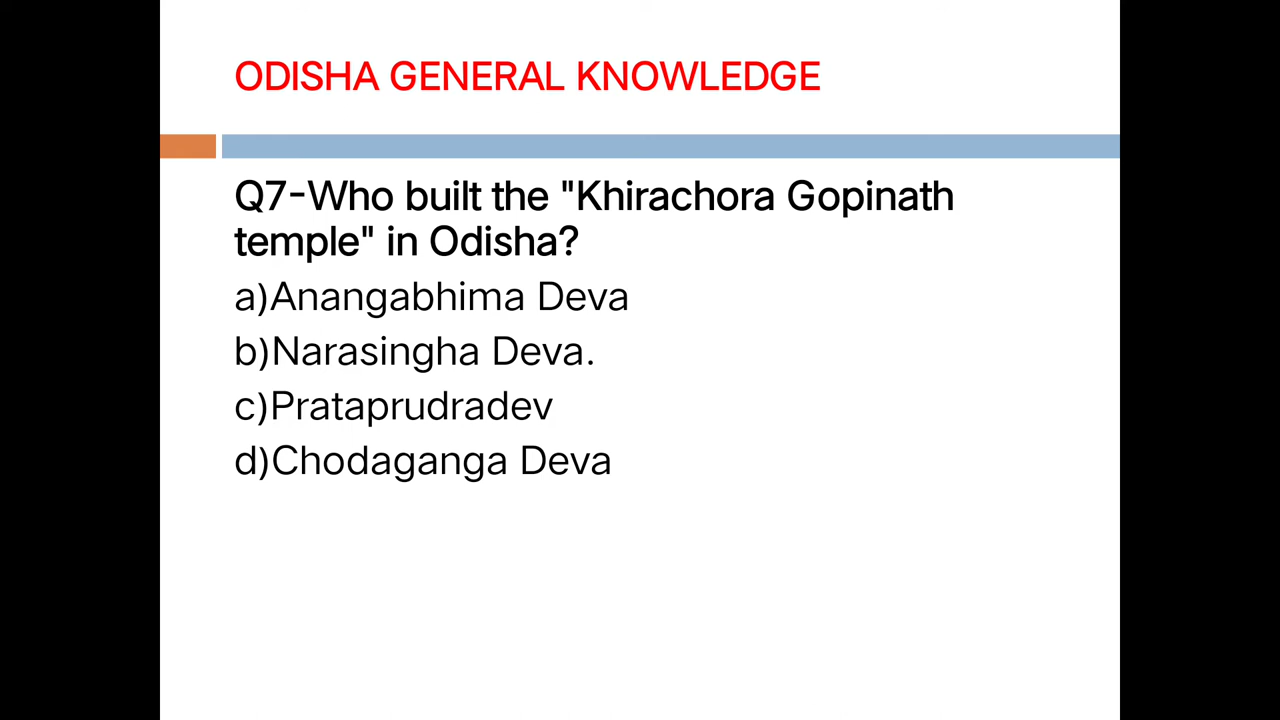 ODISHA GENERAL KNOWLEDGE
Q7-Who built the "Khirachora Gopinath
temple" in Odisha?
a)Anangabhima Deva
b)Narasingha Deva.
c)Prataprudradev
d)Chodaganga Deva